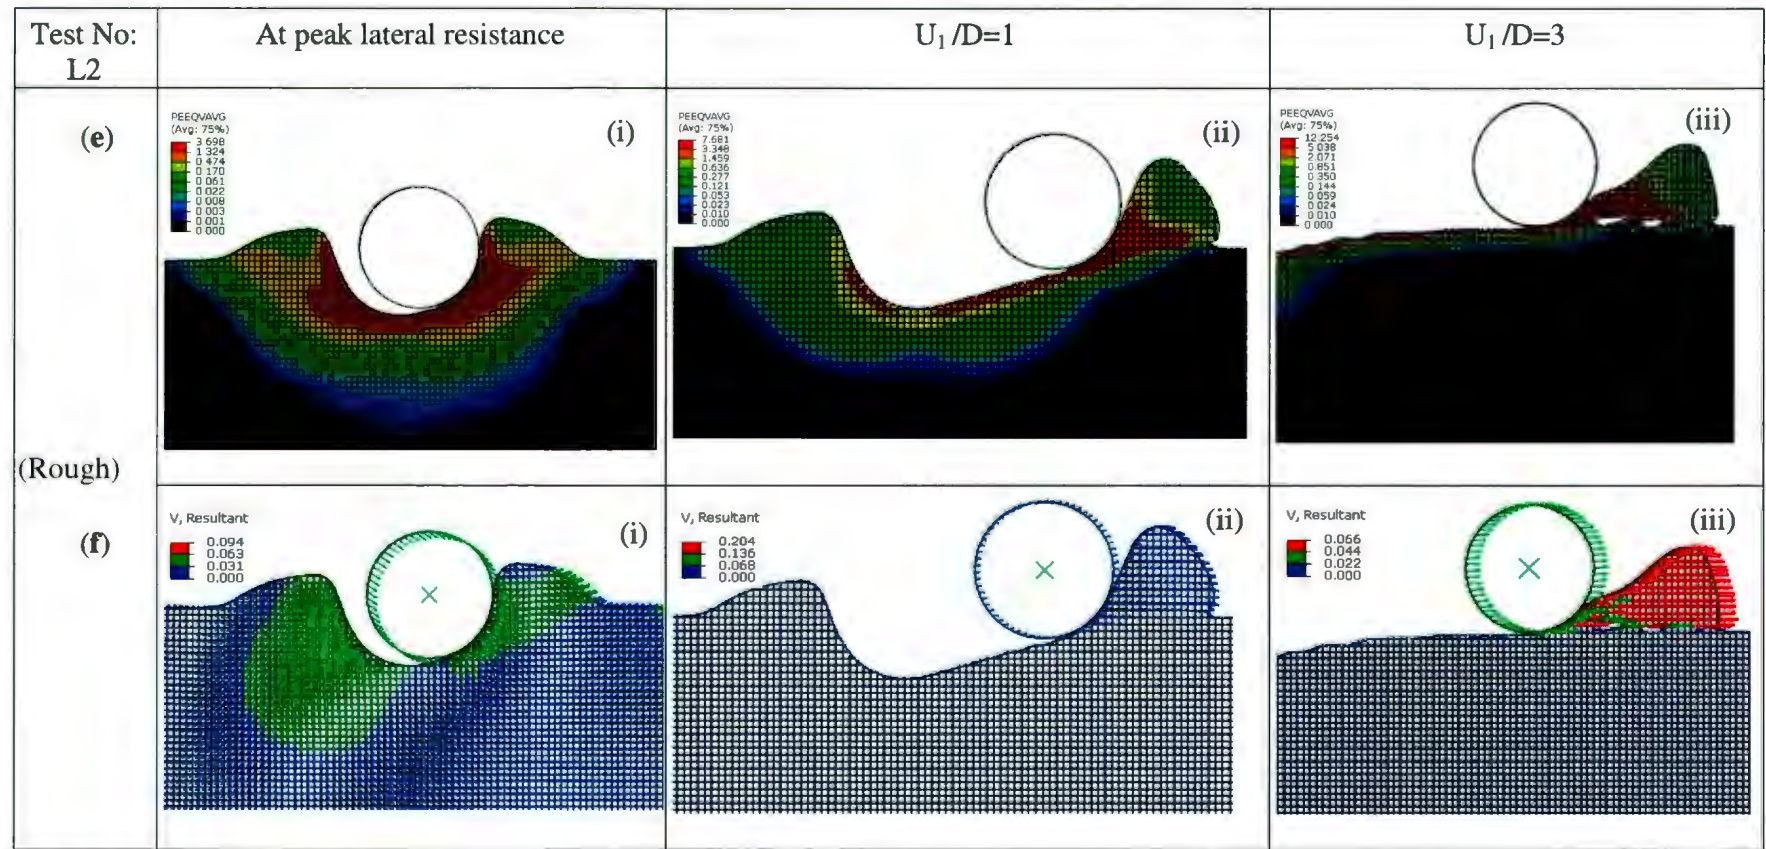 Test No:
L2
At peak lateral resistance
U₁ /D=1
U₁ /D=3
(e)
PEEQVAVG
(Avg: 75%)
3.698
1.324
0.474
0.170
0.061
0.022
0.008
0.003
0.001
0.000
(i)
PEEQVAVG
(Avg: 75%)
7.681
3.348
1.459
0.636
0.277
0.121
0.053
0.023
0.010
0.000
(ii)
PEEQVAVG
(Avg: 75%)
12.254
5.038
2.071
0.851
0.350
0.144
0.059
0.024
0.010
0.000
(iii)
(Rough)
(f)
V, Resultant
0.094
0.063
0.031
0.000
(i)
V, Resultant
0.204
0.136
0.068
0.000
(ii)
V, Resultant
0.066
0.044
0.022
0.000
(iii)